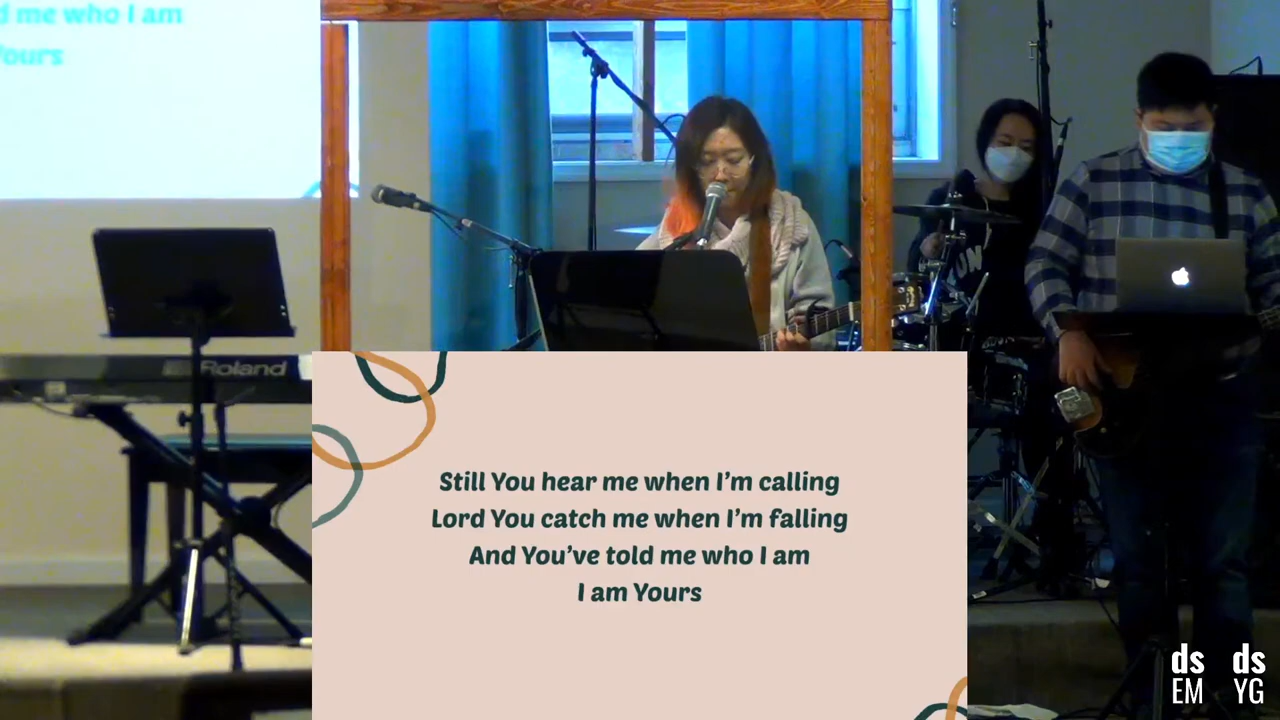 d me who I am
Yours
Roland
Still You hear me when I'm calling
Lord You catch me when I'm falling
And You've told me who I am
I am Yours
ds ds
EM YG